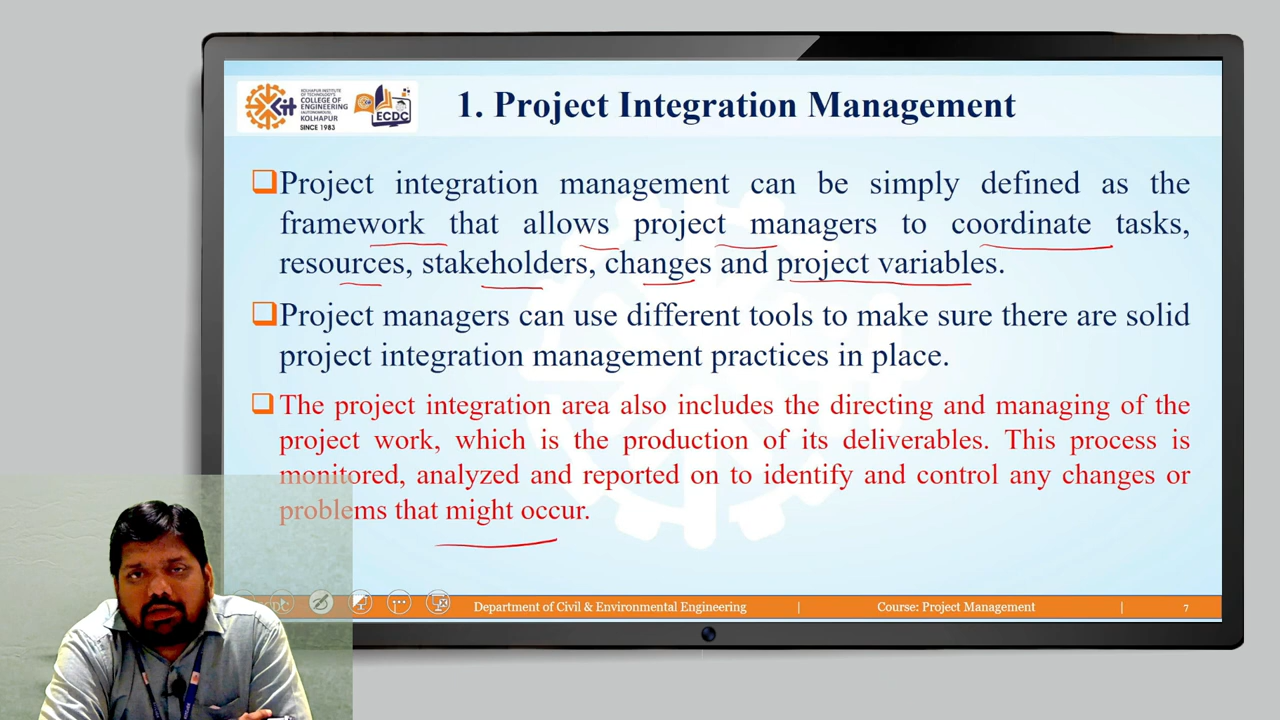 KOLHAPUR INSTITUTE
OF TECHNOLOGY'S
COLLEGE OF
ENGINEERING
(AUTONOMOUS),
KOLHAPUR
SINCE 1983
ECDC
1. Project Integration Management
Project integration management can be simply defined as the
framework that allows project managers to coordinate tasks,
resources, stakeholders, changes and project variables.
Project managers can use different tools to make sure there are solid
project integration management practices in place.
The project integration area also includes the directing and managing of the
project work, which is the production of its deliverables. This process is
monitored, analyzed and reported on to identify and control any changes or
problems that might occur.
Department of Civil & Environmental Engineering | Course: Project Management | 7